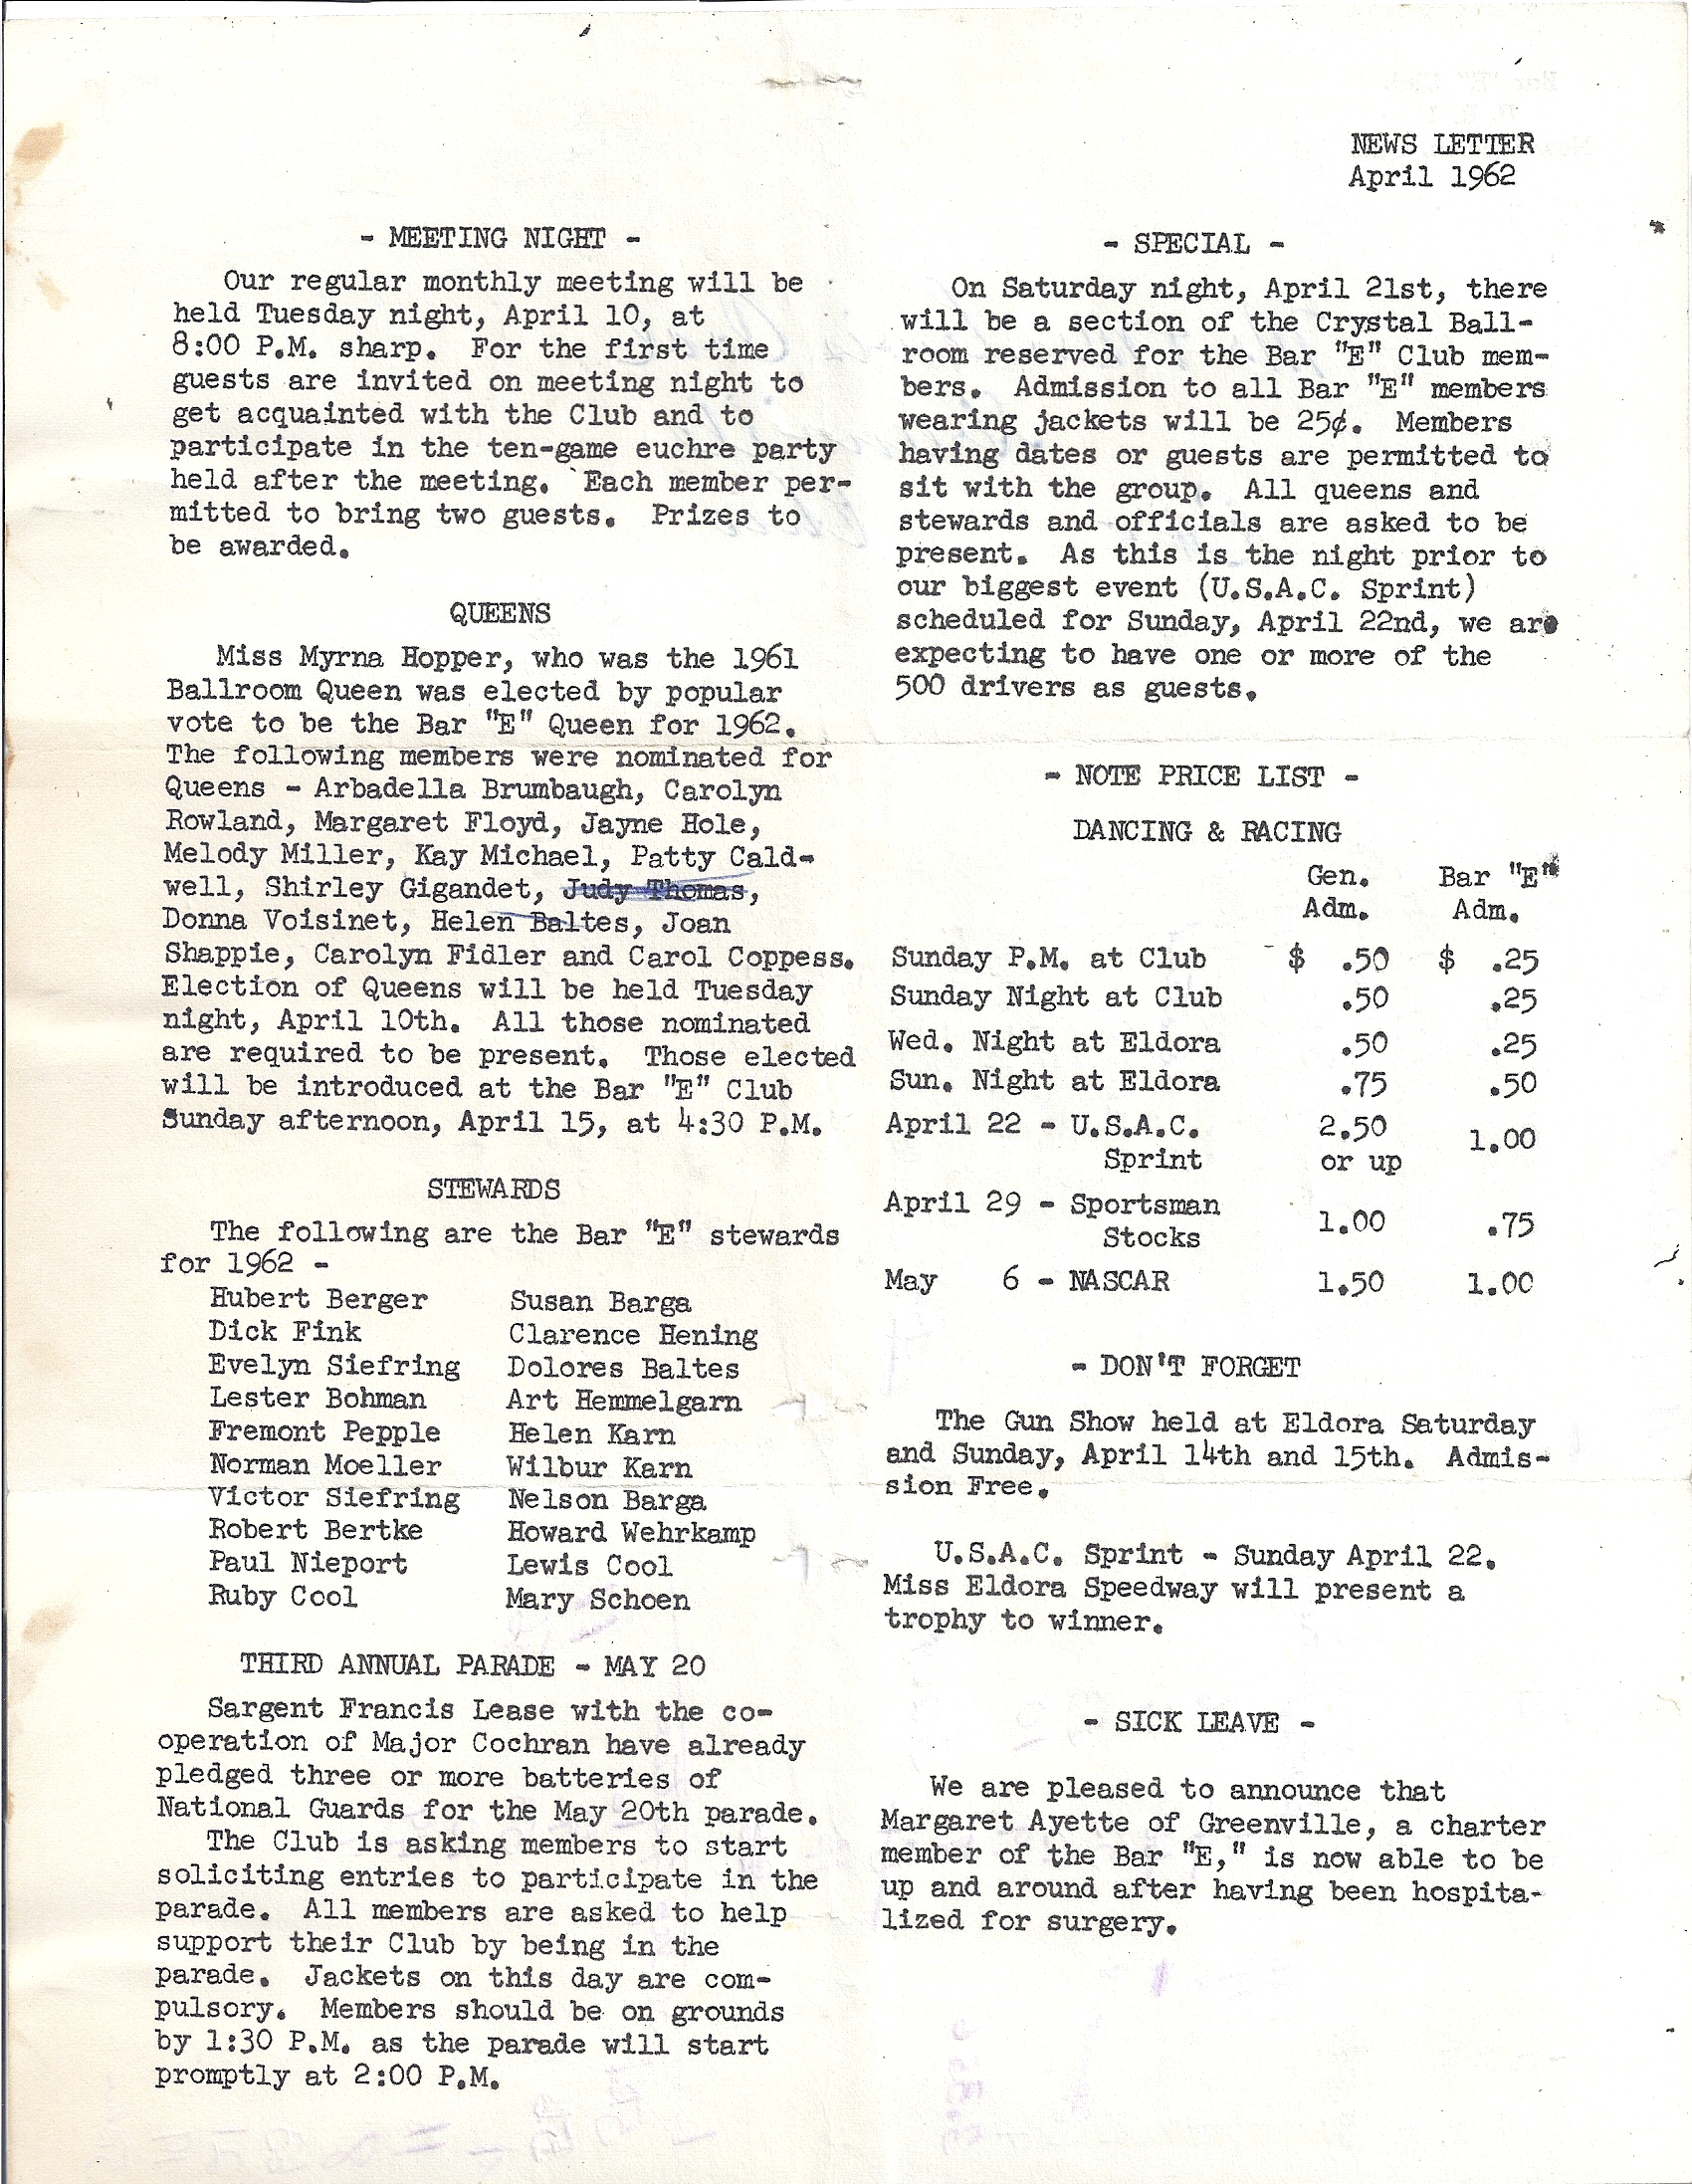 NEWS LETTER
April 1962
- MEETING NIGHT -
Our regular monthly meeting will be
held Tuesday night, April 10, at
8:00 P.M. sharp. For the first time
guests are invited on meeting night to
get acquainted with the Club and to
participate in the ten-game euchre party
held after the meeting. Each member per-
mitted to bring two guests. Prizes to
be awarded.
QUEENS
Miss Myrna Hopper, who was the 1961
Ballroom Queen was elected by popular
vote to be the Bar "E" Queen for 1962.
The following members were nominated for
Queens - Arbadella Brumbaugh, Carolyn
Rowland, Margaret Floyd, Jayne Hole,
Melody Miller, Kay Michael, Patty Cald-
well, Shirley Gigandet, Judy Thomas,
Donna Voisinet, Helen Baltes, Joan
Shappie, Carolyn Fidler and Carol Coppess.
Election of Queens will be held Tuesday
night, April 10th. All those nominated
are required to be present. Those elected
will be introduced at the Bar "E" Club
Sunday afternoon, April 15, at 4:30 P.M.
STEWARDS
The following are the Bar "E" stewards
for 1962 -
Hubert Berger Susan Barga
Dick Fink Clarence Hening
Evelyn Siefring Dolores Baltes
Lester Bohman Art Hemmelgarn
Fremont Pepple Helen Karn
Norman Moeller Wilbur Karn
Victor Siefring Nelson Barga
Robert Bertke Howard Wehrkamp
Paul Nieport Lewis Cool
Ruby Cool Mary Schoen
THIRD ANNUAL PARADE - MAY 20
Sargent Francis Lease with the co-
operation of Major Cochran have already
pledged three or more batteries of
National Guards for the May 20th parade.
The Club is asking members to start
soliciting entries to participate in the
parade. All members are asked to help
support their Club by being in the
parade. Jackets on this day are com-
pulsory. Members should be on grounds
by 1:30 P.M. as the parade will start
promptly at 2:00 P.M.
- SPECIAL -
On Saturday night, April 21st, there
will be a section of the Crystal Ball-
room reserved for the Bar "E" Club mem-
bers. Admission to all Bar "E" members
wearing jackets will be 25¢. Members
having dates or guests are permitted to
sit with the group. All queens and
stewards and officials are asked to be
present. As this is the night prior to
our biggest event (U.S.A.C. Sprint)
scheduled for Sunday, April 22nd, we are
expecting to have one or more of the
500 drivers as guests.
- NOTE PRICE LIST -
DANCING & RACING
Gen. Bar "E"
Adm. Adm.
Sunday P.M. at Club $ .50 $ .25
Sunday Night at Club .50 .25
Wed. Night at Eldora .50 .25
Sun. Night at Eldora .75 .50
April 22 - U.S.A.C. 2.50 1.00
Sprint or up
April 29 - Sportsman 1.00 .75
Stocks
May 6 - NASCAR 1.50 1.00
- DON'T FORGET
The Gun Show held at Eldora Saturday
and Sunday, April 14th and 15th. Admis-
sion Free.
U.S.A.C. Sprint - Sunday April 22.
Miss Eldora Speedway will present a
trophy to winner.
- SICK LEAVE -
We are pleased to announce that
Margaret Ayette of Greenville, a charter
member of the Bar "E," is now able to be
up and around after having been hospita-
lized for surgery.